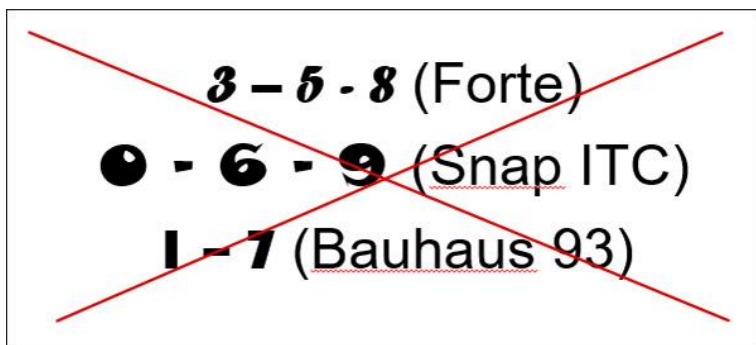 3 – 5 - 8 (Forte)
0 - 6 - 9 (Snap ITC)
1 – 7 (Bauhaus 93)